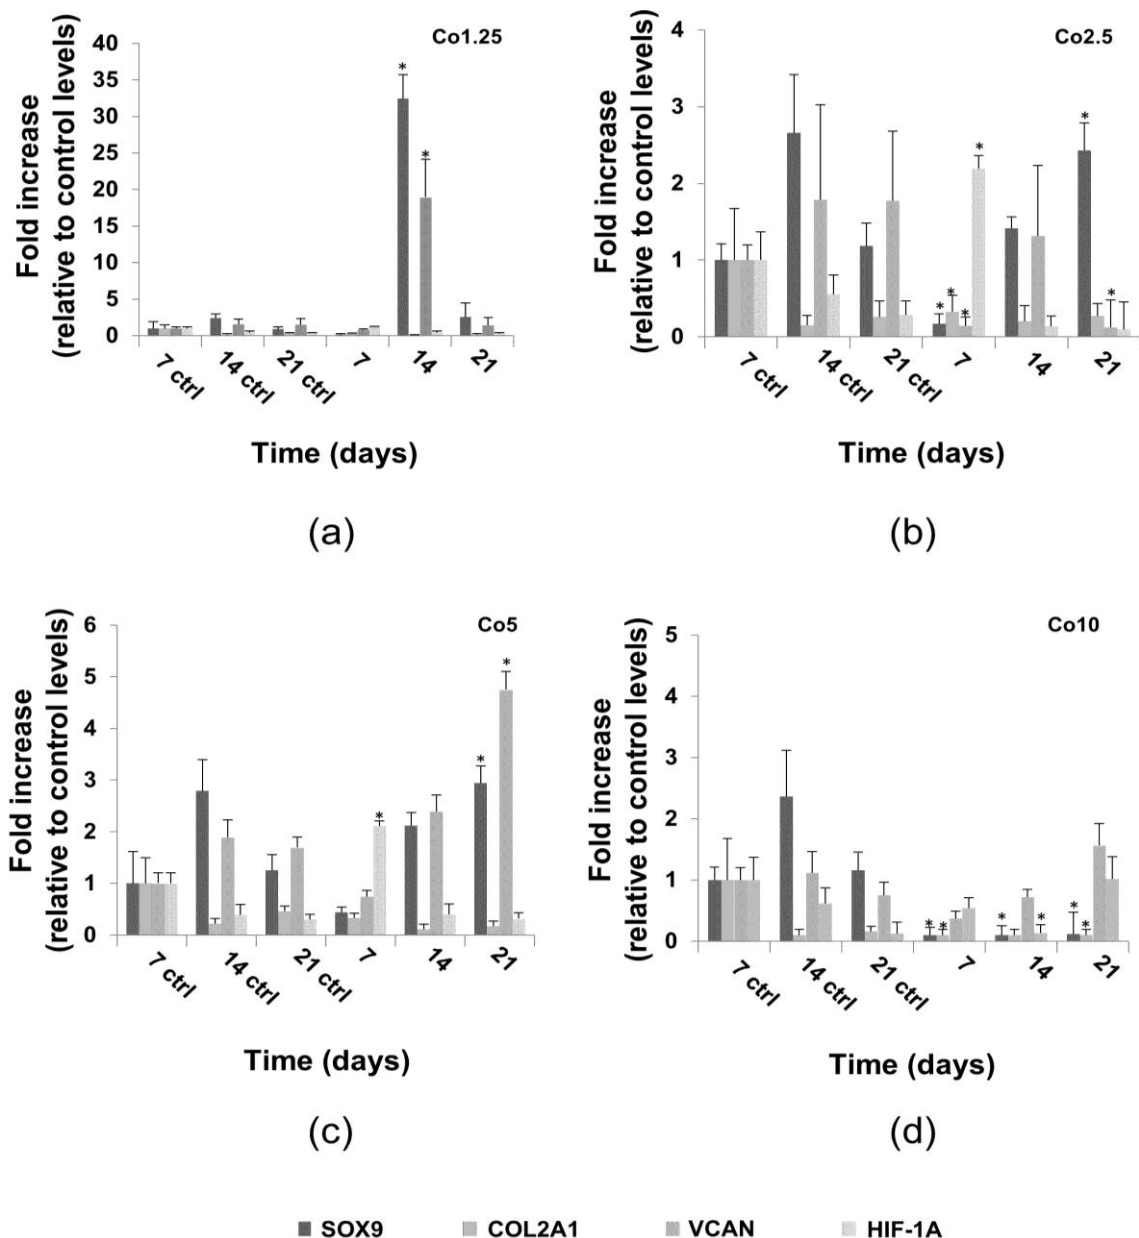 Co1.25
Fold increase
(relative to control levels)
40
35
30
25
20
15
10
5
0
* *
7 ctrl 14 ctrl 21 ctrl 7 14 21
Time (days)
(a)
Co2.5
Fold increase
(relative to control levels)
4
3
2
1
0
* * * * * *
7 ctrl 14 ctrl 21 ctrl 7 14 21
Time (days)
(b)
Co5
Fold increase
(relative to control levels)
6
5
4
3
2
1
0
* * *
7 ctrl 14 ctrl 21 ctrl 7 14 21
Time (days)
(c)
Co10
Fold increase
(relative to control levels)
5
4
3
2
1
0
* * * * * *
7 ctrl 14 ctrl 21 ctrl 7 14 21
Time (days)
(d)
SOX9 COL2A1 VCAN HIF-1A